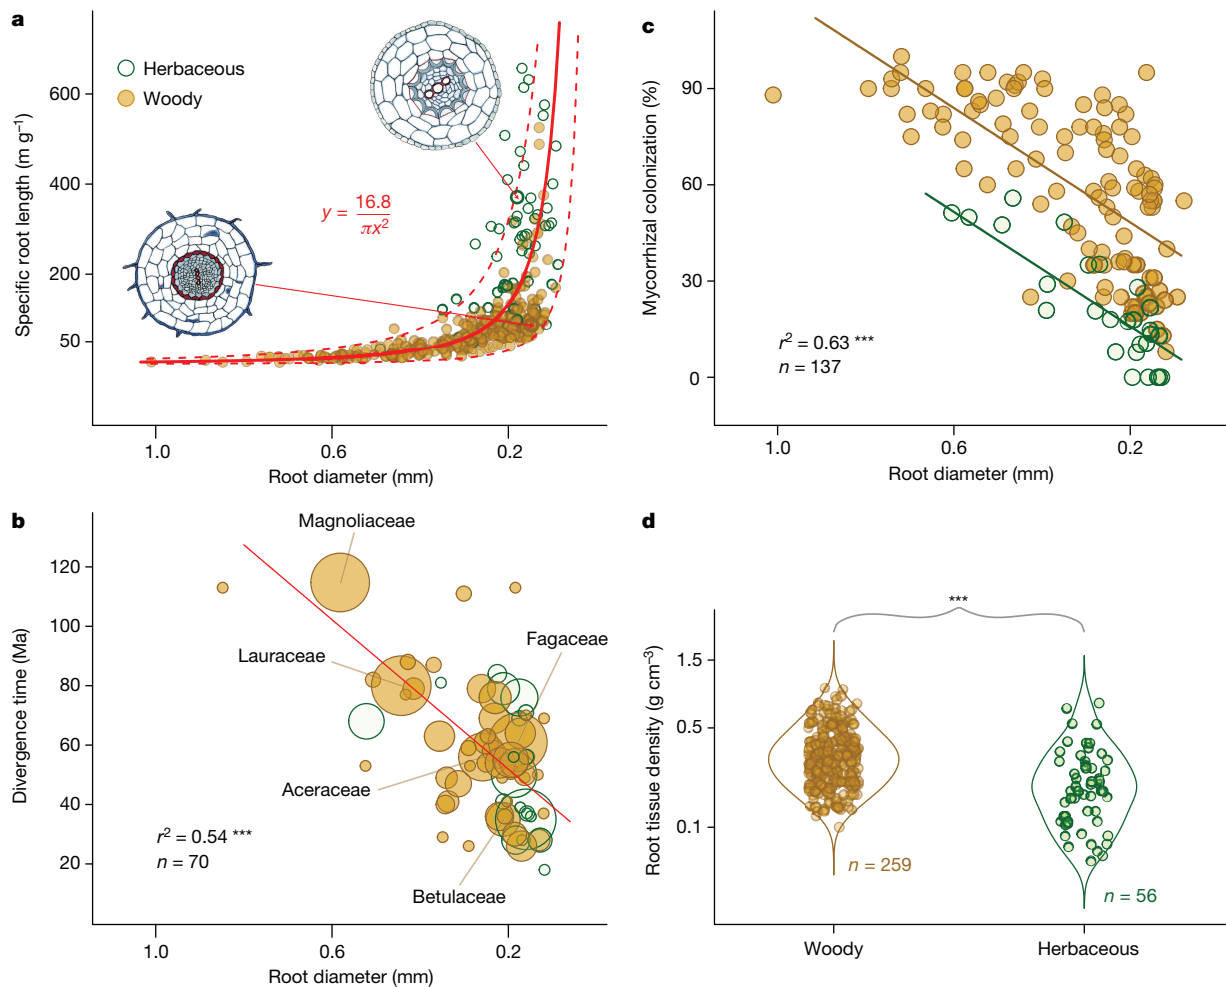 a
Specific root length (m g⁻¹)
600
400
200
50
Herbaceous
Woody
y = 16.8 / πx²
1.0 0.6 0.2
Root diameter (mm)
c
Mycorrhizal colonization (%)
90
60
30
0
r² = 0.63 ***
n = 137
1.0 0.6 0.2
Root diameter (mm)
b
Divergence time (Ma)
120
100
80
60
40
20
Magnoliaceae
Fagaceae
Lauraceae
Aceraceae
Betulaceae
r² = 0.54 ***
n = 70
1.0 0.6 0.2
Root diameter (mm)
d
Root tissue density (g cm⁻³)
1.5
0.5
0.1
***
n = 259
n = 56
Woody Herbaceous